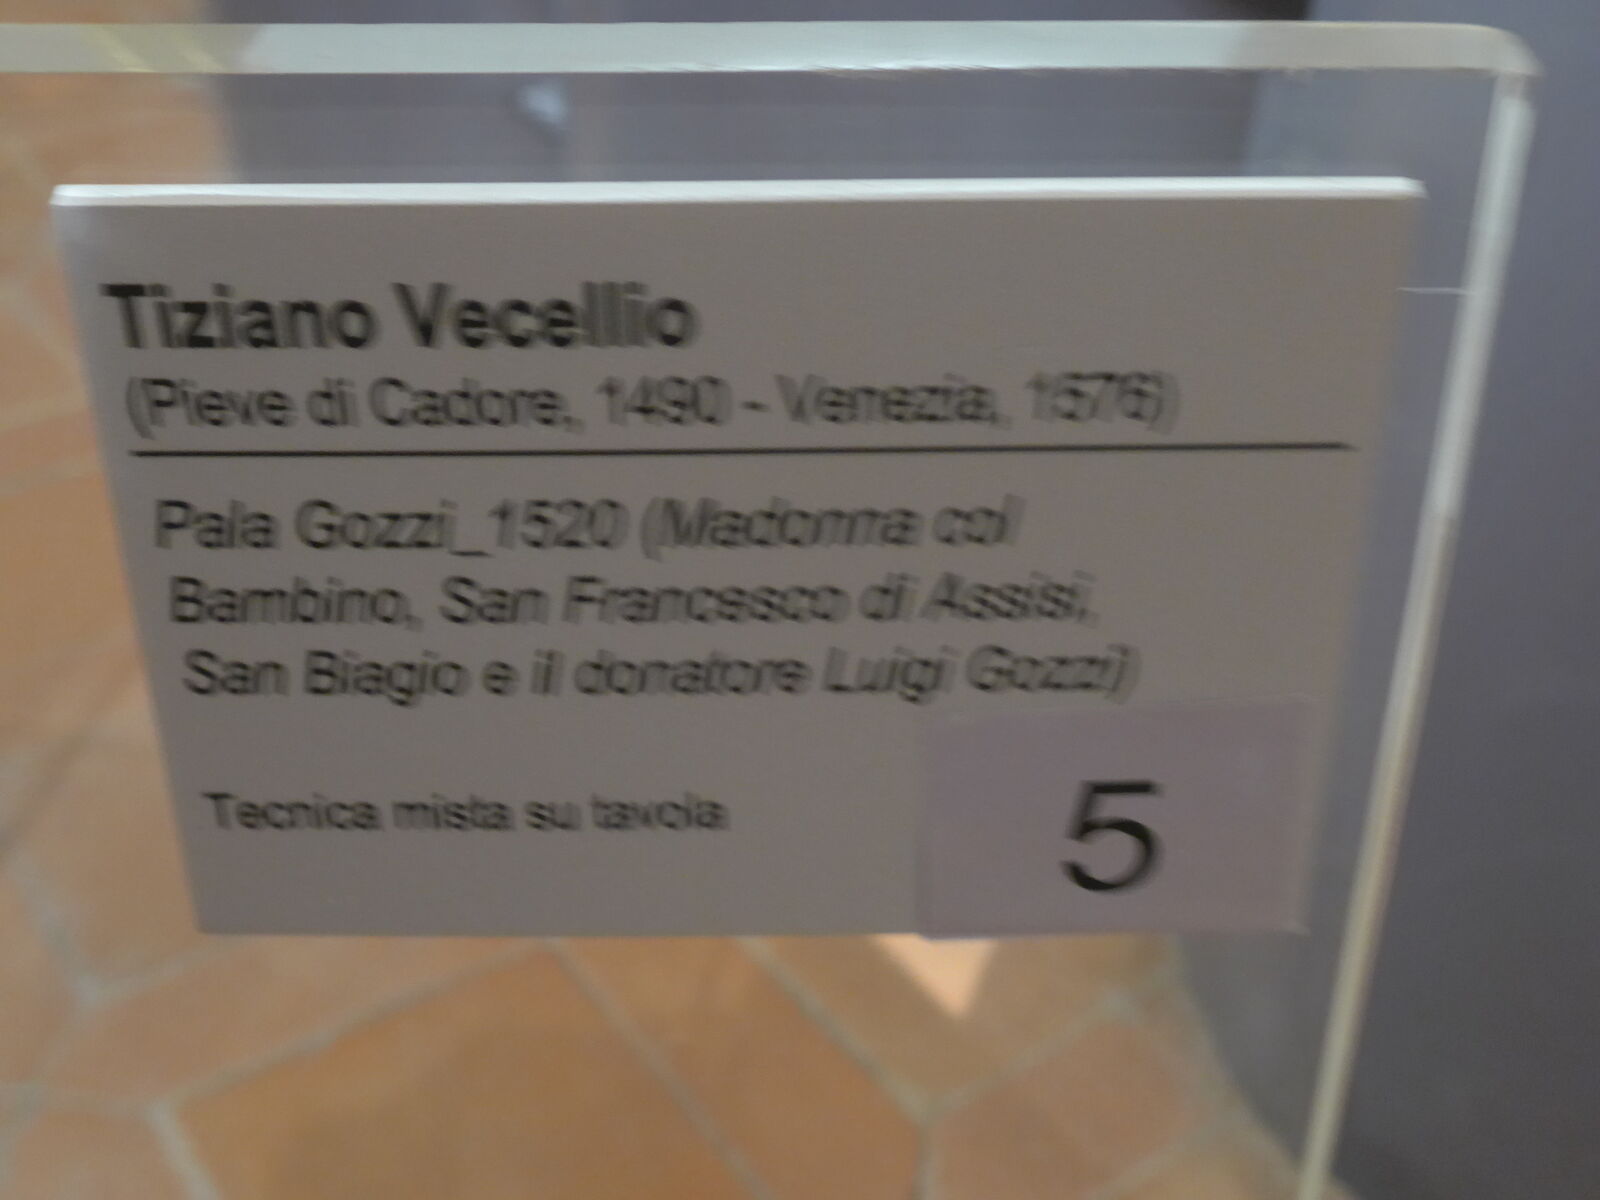 Tiziano Vecellio
(Pieve di Cadore, 1490 - Venezia, 1576)
Pala Gozzi_1520 (Madonna col
Bambino, San Francesco di Assisi,
San Biagio e il donatore Luigi Gozzi)
Tecnica mista su tavola
5